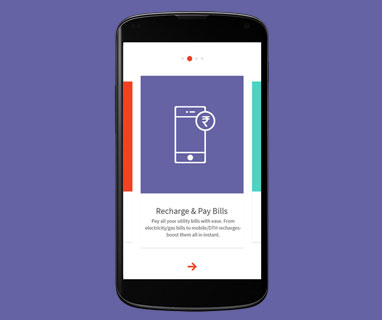 ₹
Recharge & Pay Bills
Pay all your utility bills with ease. From
electricity/gas bills to mobile/DTH recharges-
boost them all in instant.